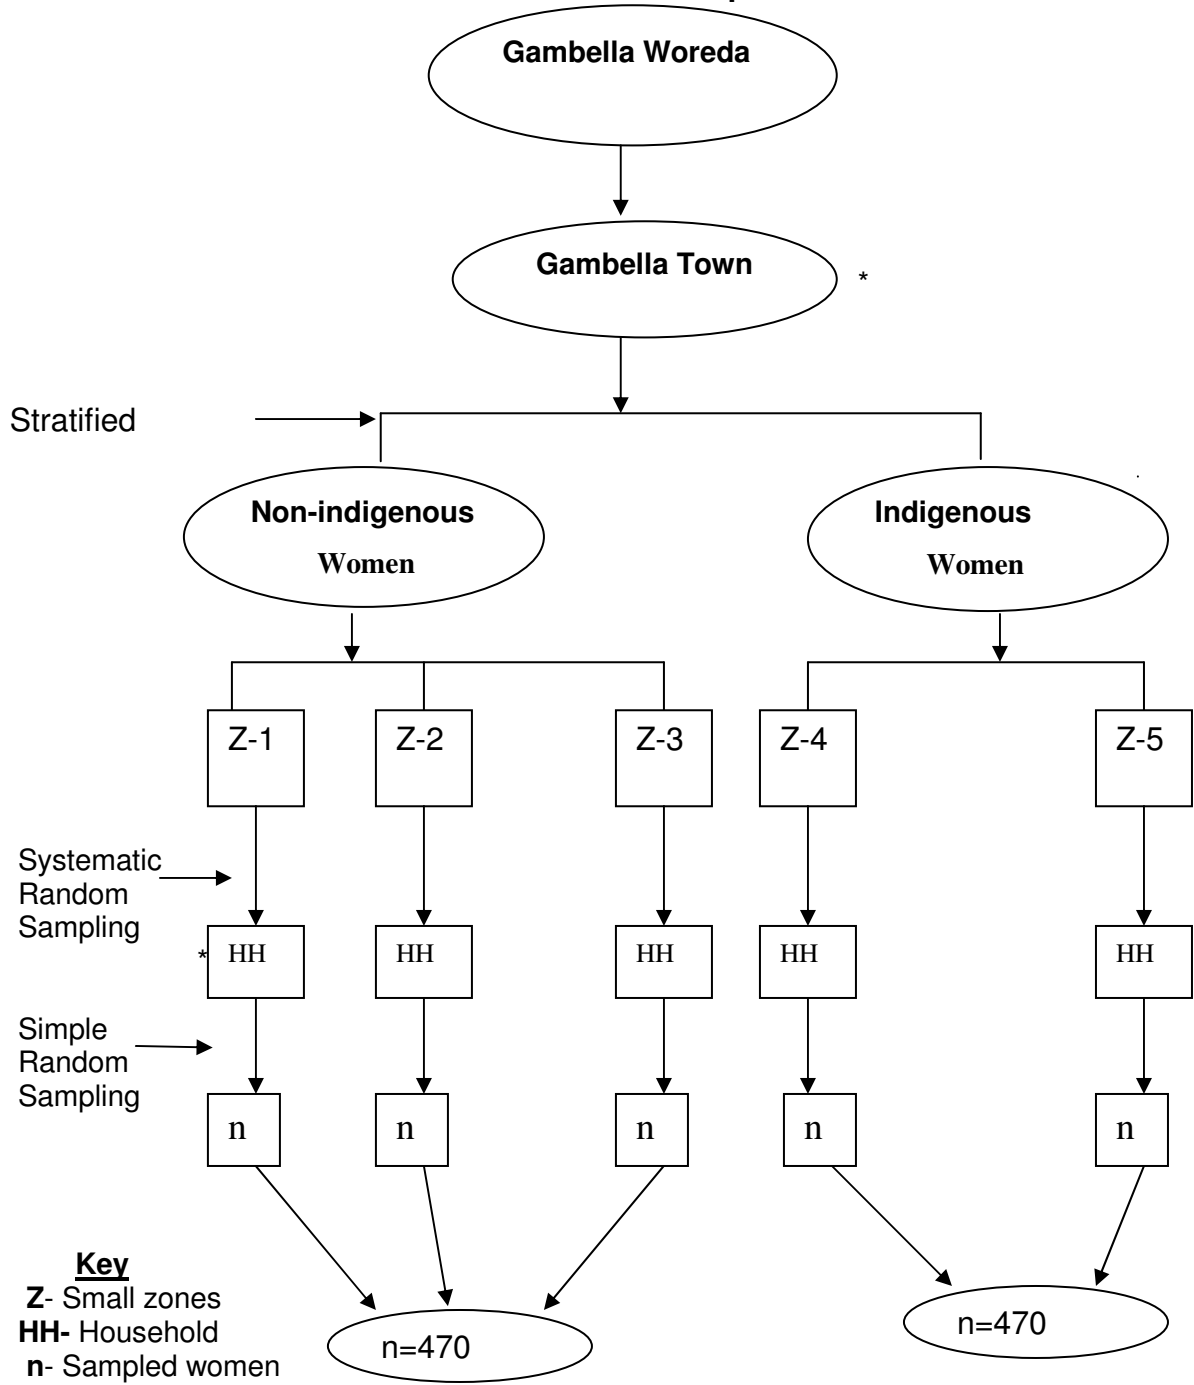 Gambella Woreda
Gambella Town
*
Stratified
Non-indigenous
Women
Indigenous
Women
Z-1
Z-2
Z-3
Z-4
Z-5
Systematic
Random
Sampling
*
HH
HH
HH
HH
HH
Simple
Random
Sampling
n
n
n
n
n
Key
Z- Small zones
HH- Household
n- Sampled women
n=470
n=470